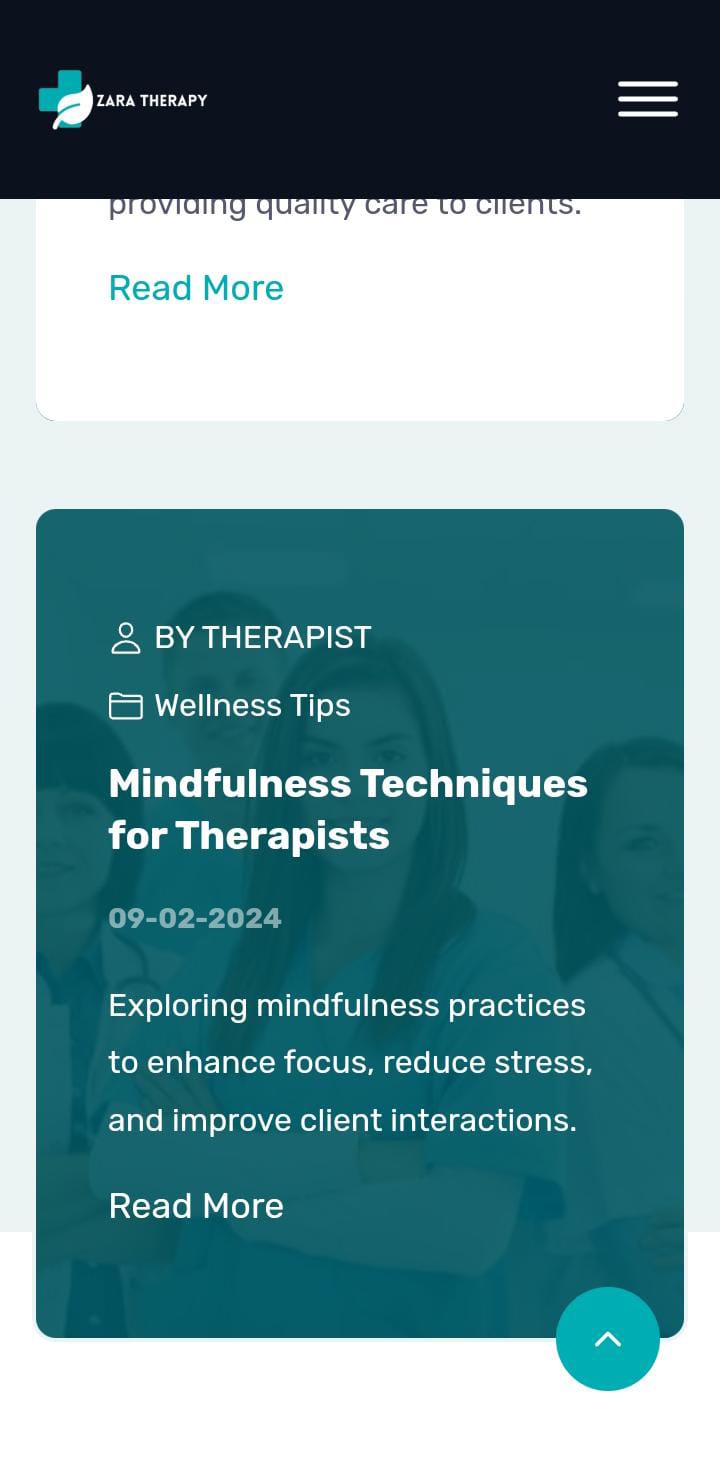 ZARA THERAPY
providing quality care to clients.
Read More
BY THERAPIST
Wellness Tips
Mindfulness Techniques
for Therapists
09-02-2024
Exploring mindfulness practices
to enhance focus, reduce stress,
and improve client interactions.
Read More